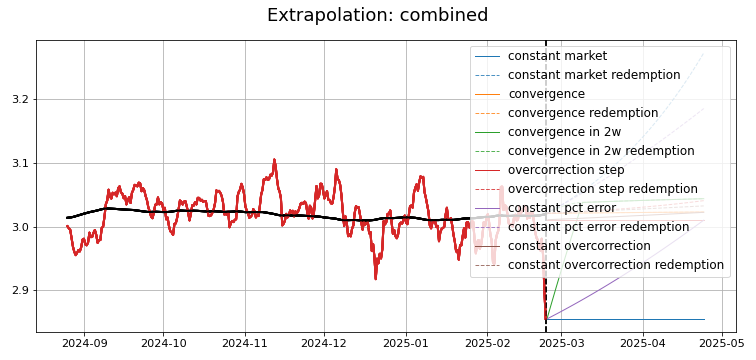 Extrapolation: combined
constant market
constant market redemption
convergence
convergence redemption
convergence in 2w
convergence in 2w redemption
overcorrection step
overcorrection step redemption
constant pct error
constant pct error redemption
constant overcorrection
constant overcorrection redemption
3.2
3.1
3.0
2.9
2024-09 2024-10 2024-11 2024-12 2025-01 2025-02 2025-03 2025-04 2025-05